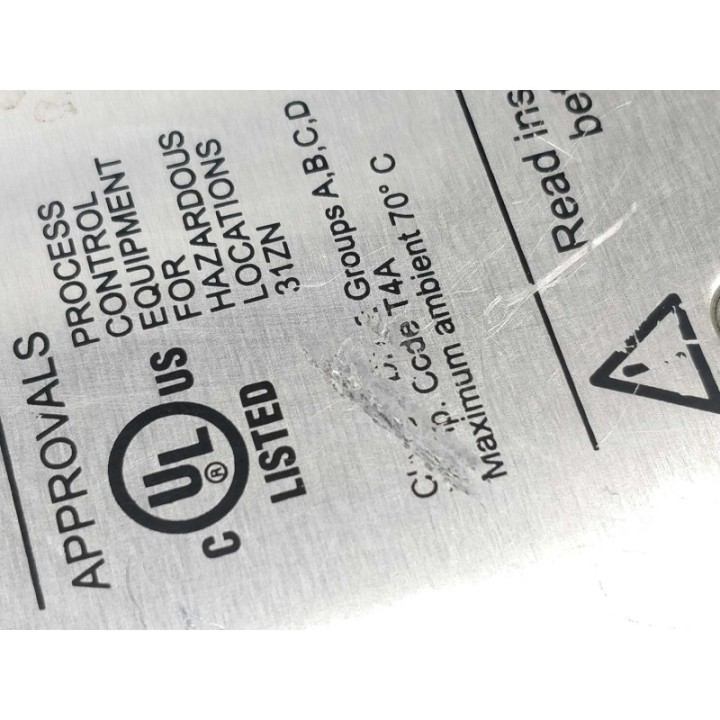 APPROVALS
C UL US
®
LISTED
PROCESS
CONTROL
EQUIPMENT
FOR
HAZARDOUS
LOCATIONS
31ZN
Groups A,B,C,D
Code T4A
Maximum ambient 70° C
Read ins
be